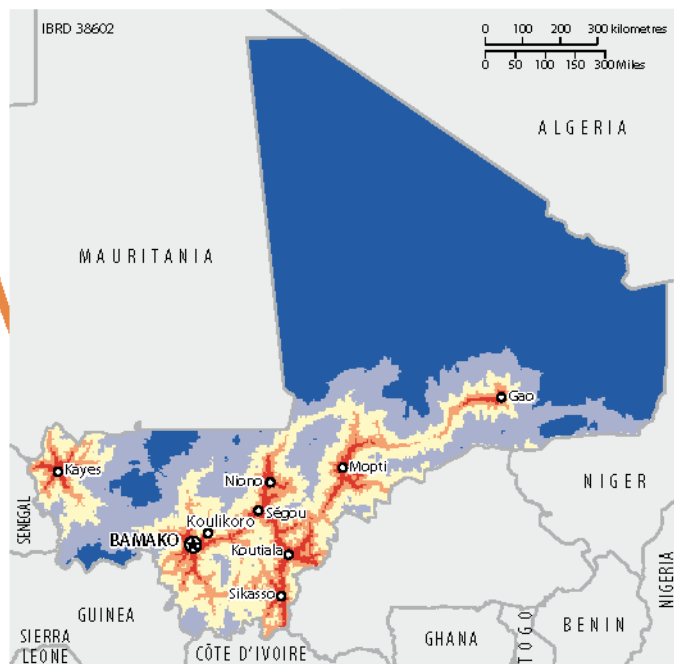 IBRD 38602
0 100 200 300 kilometres
0 50 100 150 300 Miles
ALGERIA
MAURITANIA
Gao
Kayes
Mopti
Niono
NIGER
SENEGAL
Koulikoro
Ségou
BAMAKO
Koutiala
NIGERIA
Sikasso
GUINEA
BENIN
SIERRA
LEONE
CÔTE D'IVOIRE
GHANA
TOGO